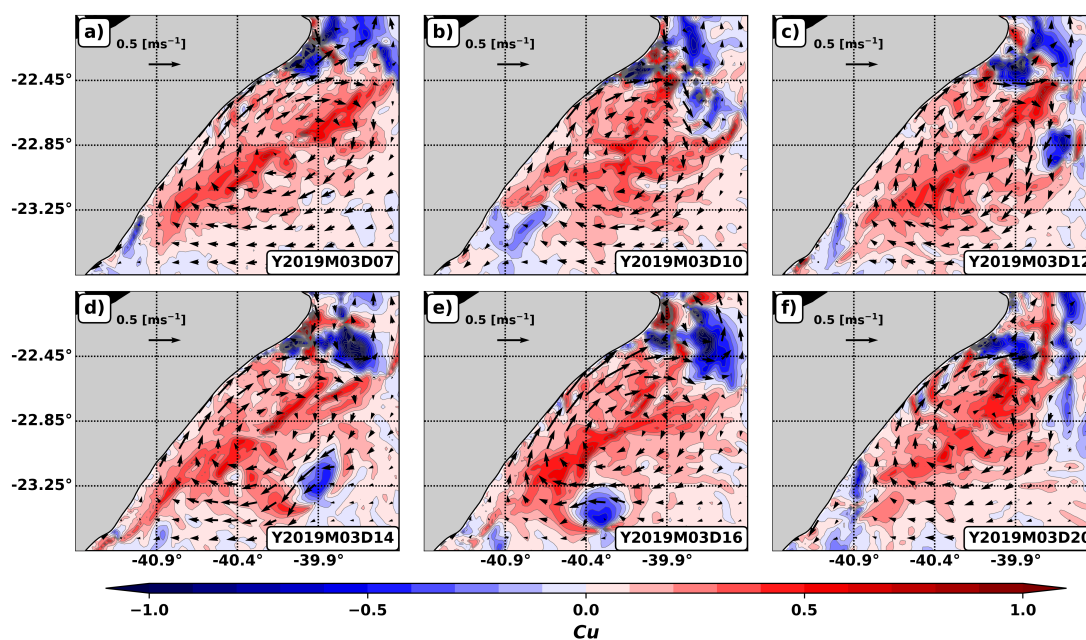 a) b) c)
0.5 [ms⁻¹] 0.5 [ms⁻¹] 0.5 [ms⁻¹]
-22.45°
-22.85°
-23.25°
Y2019M03D07 Y2019M03D10 Y2019M03D12
d) e) f)
0.5 [ms⁻¹] 0.5 [ms⁻¹] 0.5 [ms⁻¹]
-22.45°
-22.85°
-23.25°
Y2019M03D14 Y2019M03D16 Y2019M03D20
-40.9° -40.4° -39.9° -40.9° -40.4° -39.9° -40.9° -40.4° -39.9°
−1.0 −0.5 0.0 0.5 1.0
Cu